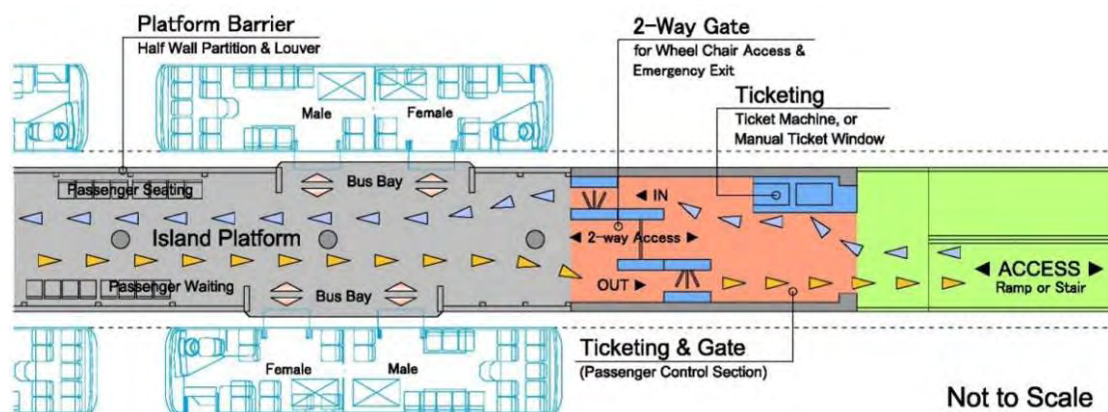 Platform Barrier
Half Wall Partition & Louver
2-Way Gate
for Wheel Chair Access &
Emergency Exit
Ticketing
Ticket Machine, or
Manual Ticket Window
Male
Female
Passenger Seating
Bus Bay
◄ IN
Island Platform
◄ 2-way Access ►
Passenger Waiting
Bus Bay
OUT ►
◄ ACCESS ►
Ramp or Stair
Female
Male
Ticketing & Gate
(Passenger Control Section)
Not to Scale